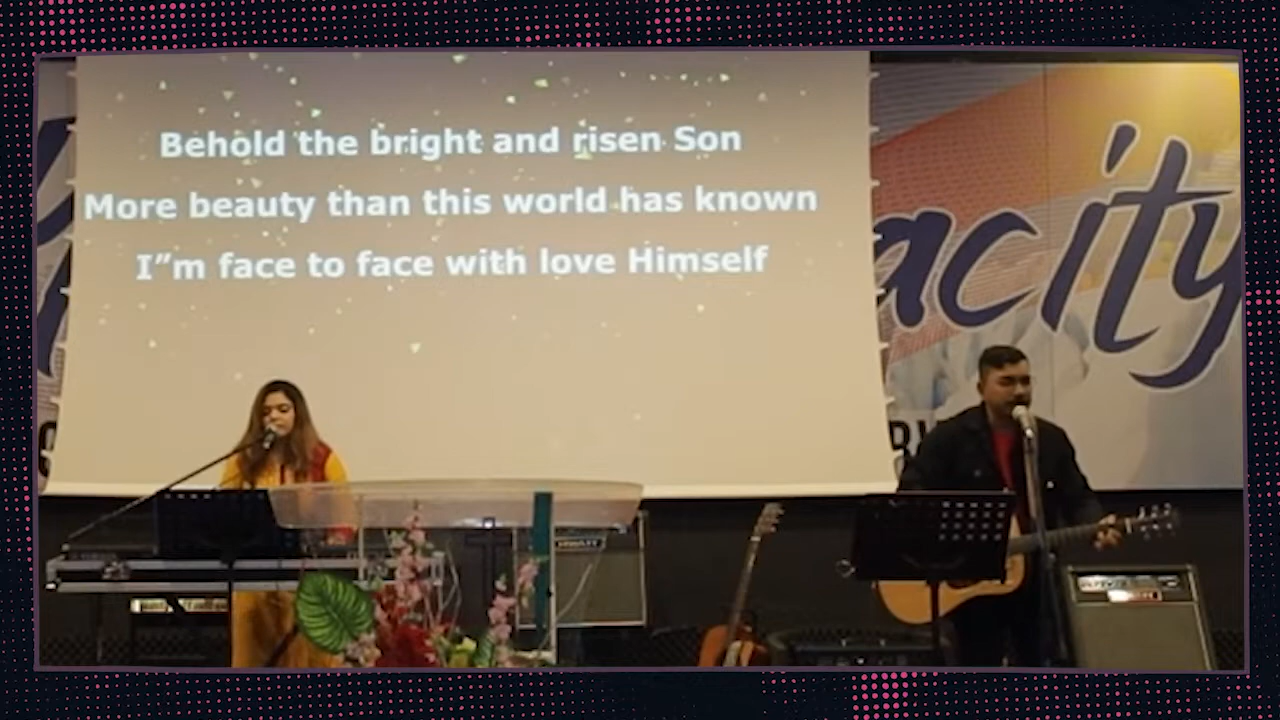 Behold the bright and risen Son
More beauty than this world has known
I"m face to face with love Himself
acity